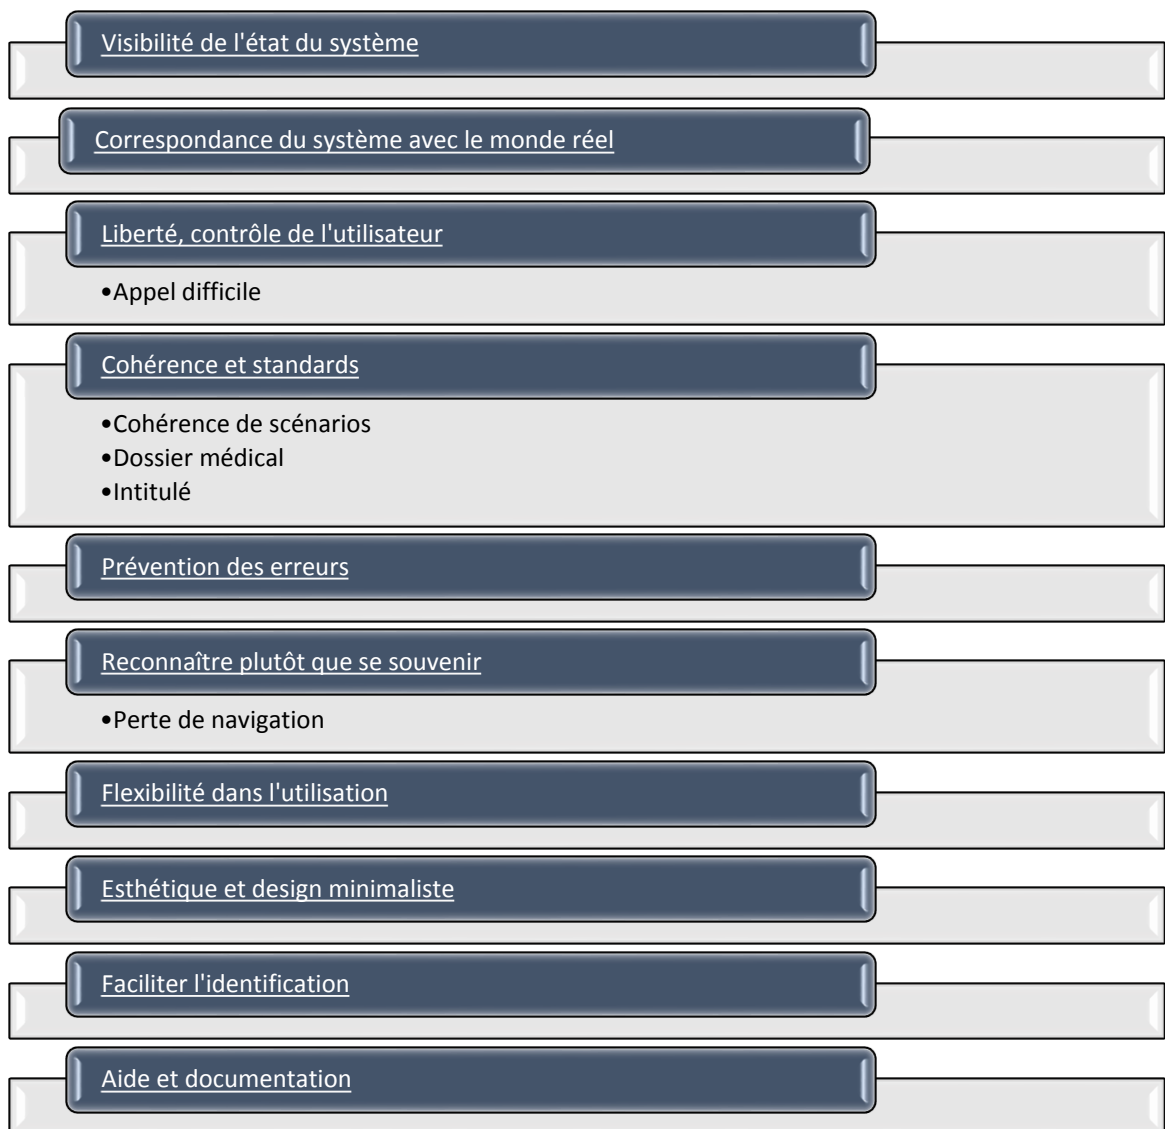 Visibilité de l'état du système
Correspondance du système avec le monde réel
Liberté, contrôle de l'utilisateur
•Appel difficile
Cohérence et standards
•Cohérence de scénarios
•Dossier médical
•Intitulé
Prévention des erreurs
Reconnaître plutôt que se souvenir
•Perte de navigation
Flexibilité dans l'utilisation
Esthétique et design minimaliste
Faciliter l'identification
Aide et documentation